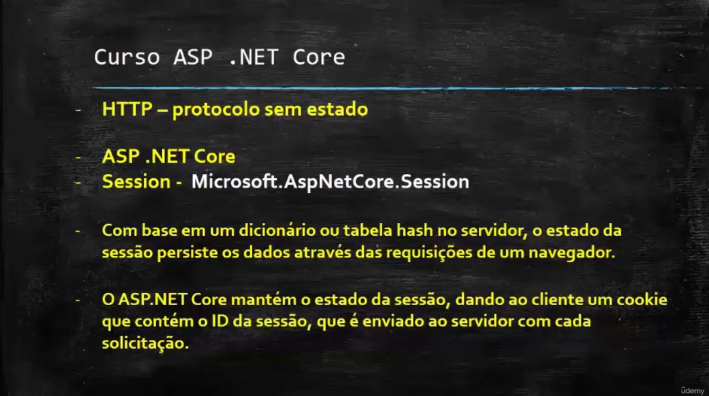 Curso ASP .NET Core
- HTTP – protocolo sem estado
- ASP .NET Core
- Session - Microsoft.AspNetCore.Session
- Com base em um dicionário ou tabela hash no servidor, o estado da
sessão persiste os dados através das requisições de um navegador.
- O ASP.NET Core mantém o estado da sessão, dando ao cliente um cookie
que contém o ID da sessão, que é enviado ao servidor com cada
solicitação.
ûdemy